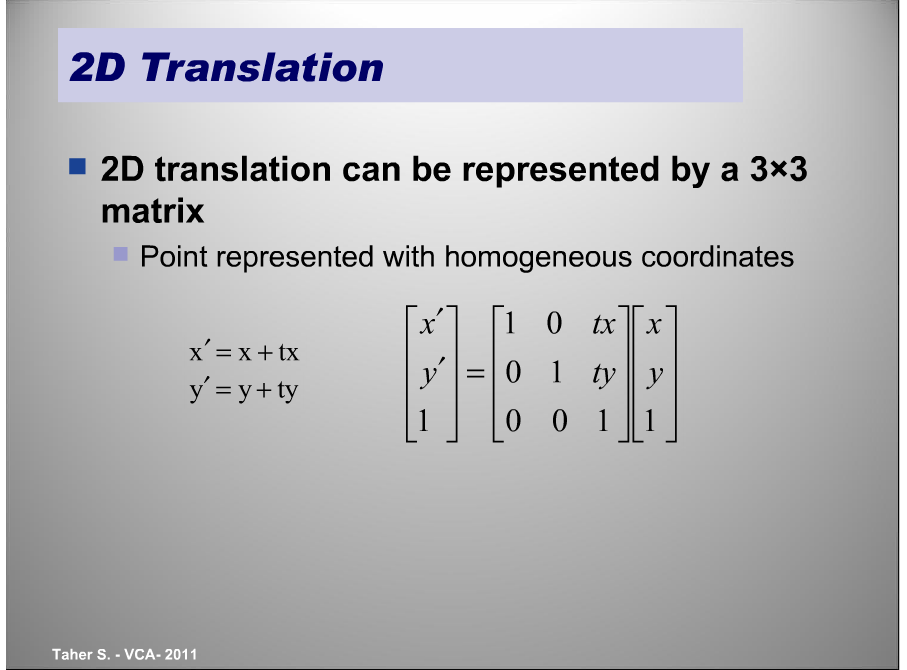 2D Translation
2D translation can be represented by a 3×3
matrix
Point represented with homogeneous coordinates
x′ = x + tx
y′ = y + ty
[x′] = [1 0 tx][x]
[y′] = [0 1 ty][y]
[1] = [0 0 1][1]
Taher S. - VCA- 2011